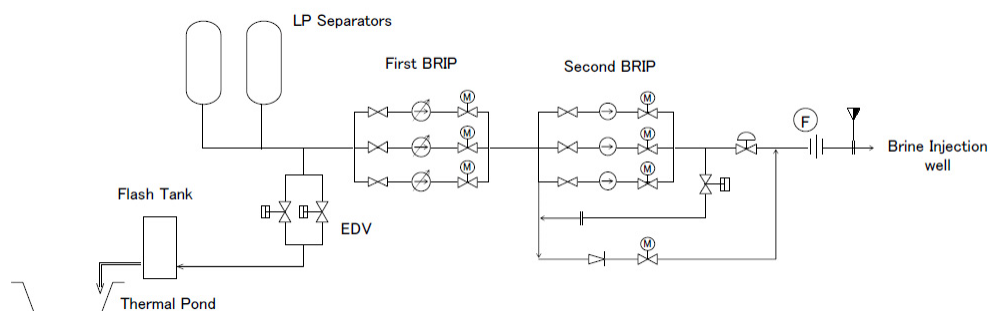 LP Separators
First BRIP
Second BRIP
M
M
M
M
M
M
F
Brine Injection
well
Flash Tank
EDV
M
Thermal Pond